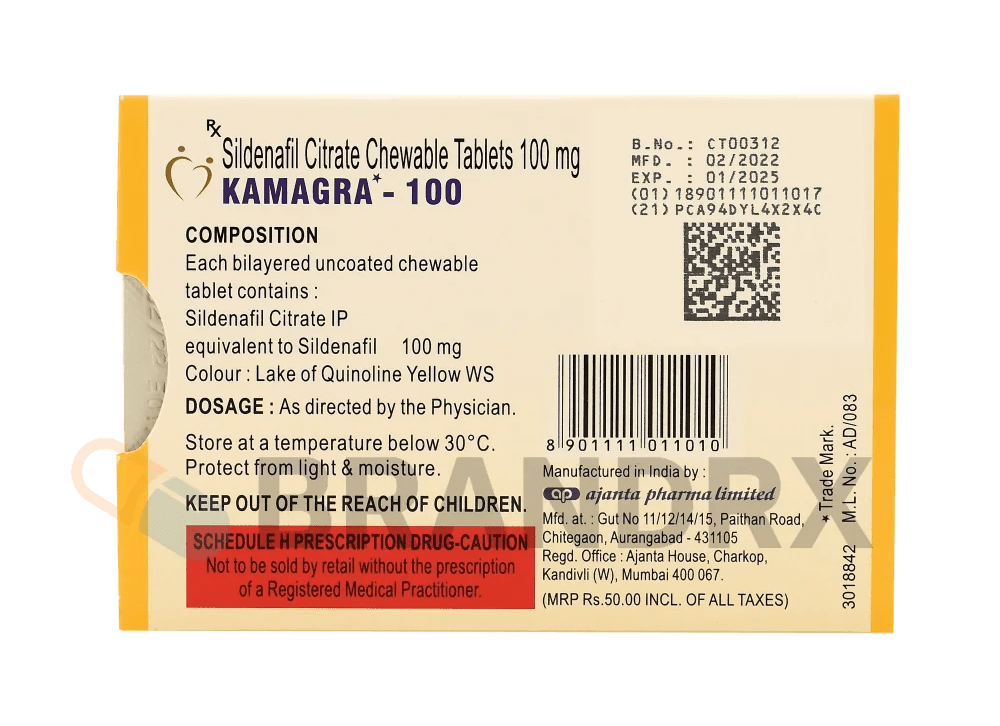 Rx
Sildenafil Citrate Chewable Tablets 100 mg
KAMAGRA★ - 100
COMPOSITION
Each bilayered uncoated chewable
tablet contains :
Sildenafil Citrate IP
equivalent to Sildenafil 100 mg
Colour : Lake of Quinoline Yellow WS
DOSAGE : As directed by the Physician.
Store at a temperature below 30°C.
Protect from light & moisture.
KEEP OUT OF THE REACH OF CHILDREN.
SCHEDULE H PRESCRIPTION DRUG-CAUTION
Not to be sold by retail without the prescription
of a Registered Medical Practitioner.
B.No.: CT00312
MFD. : 02/2022
EXP. : 01/2025
(01)18901111011017
(21)PCA94DYL4X2X4C
8 901111 011010
Manufactured in India by :
ap ajanta pharma limited
Mfd. at. : Gut No 11/12/14/15, Paithan Road,
Chitegaon, Aurangabad - 431105
Regd. Office : Ajanta House, Charkop,
Kandivli (W), Mumbai 400 067.
(MRP Rs.50.00 INCL. OF ALL TAXES)
★Trade Mark.
3018842 M.L. No. : AD/083
BRANDRX